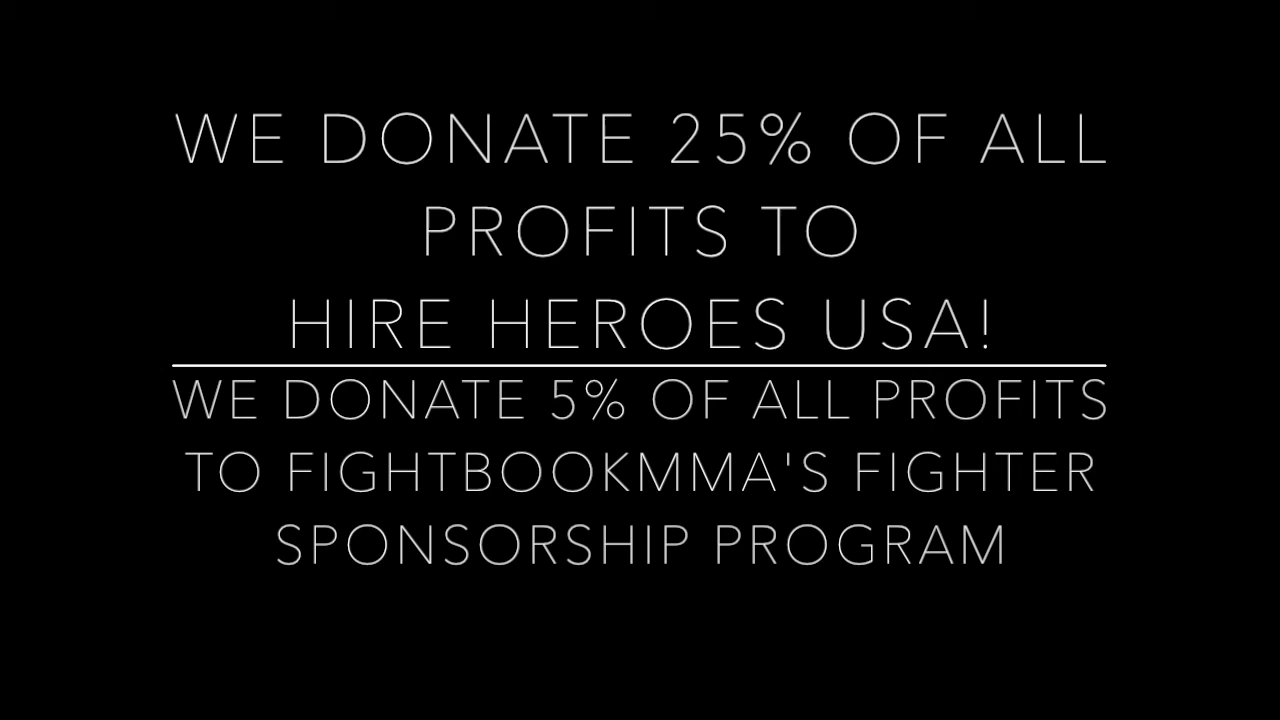 WE DONATE 25% OF ALL
PROFITS TO
HIRE HEROES USA!
WE DONATE 5% OF ALL PROFITS
TO FIGHTBOOKMMA'S FIGHTER
SPONSORSHIP PROGRAM